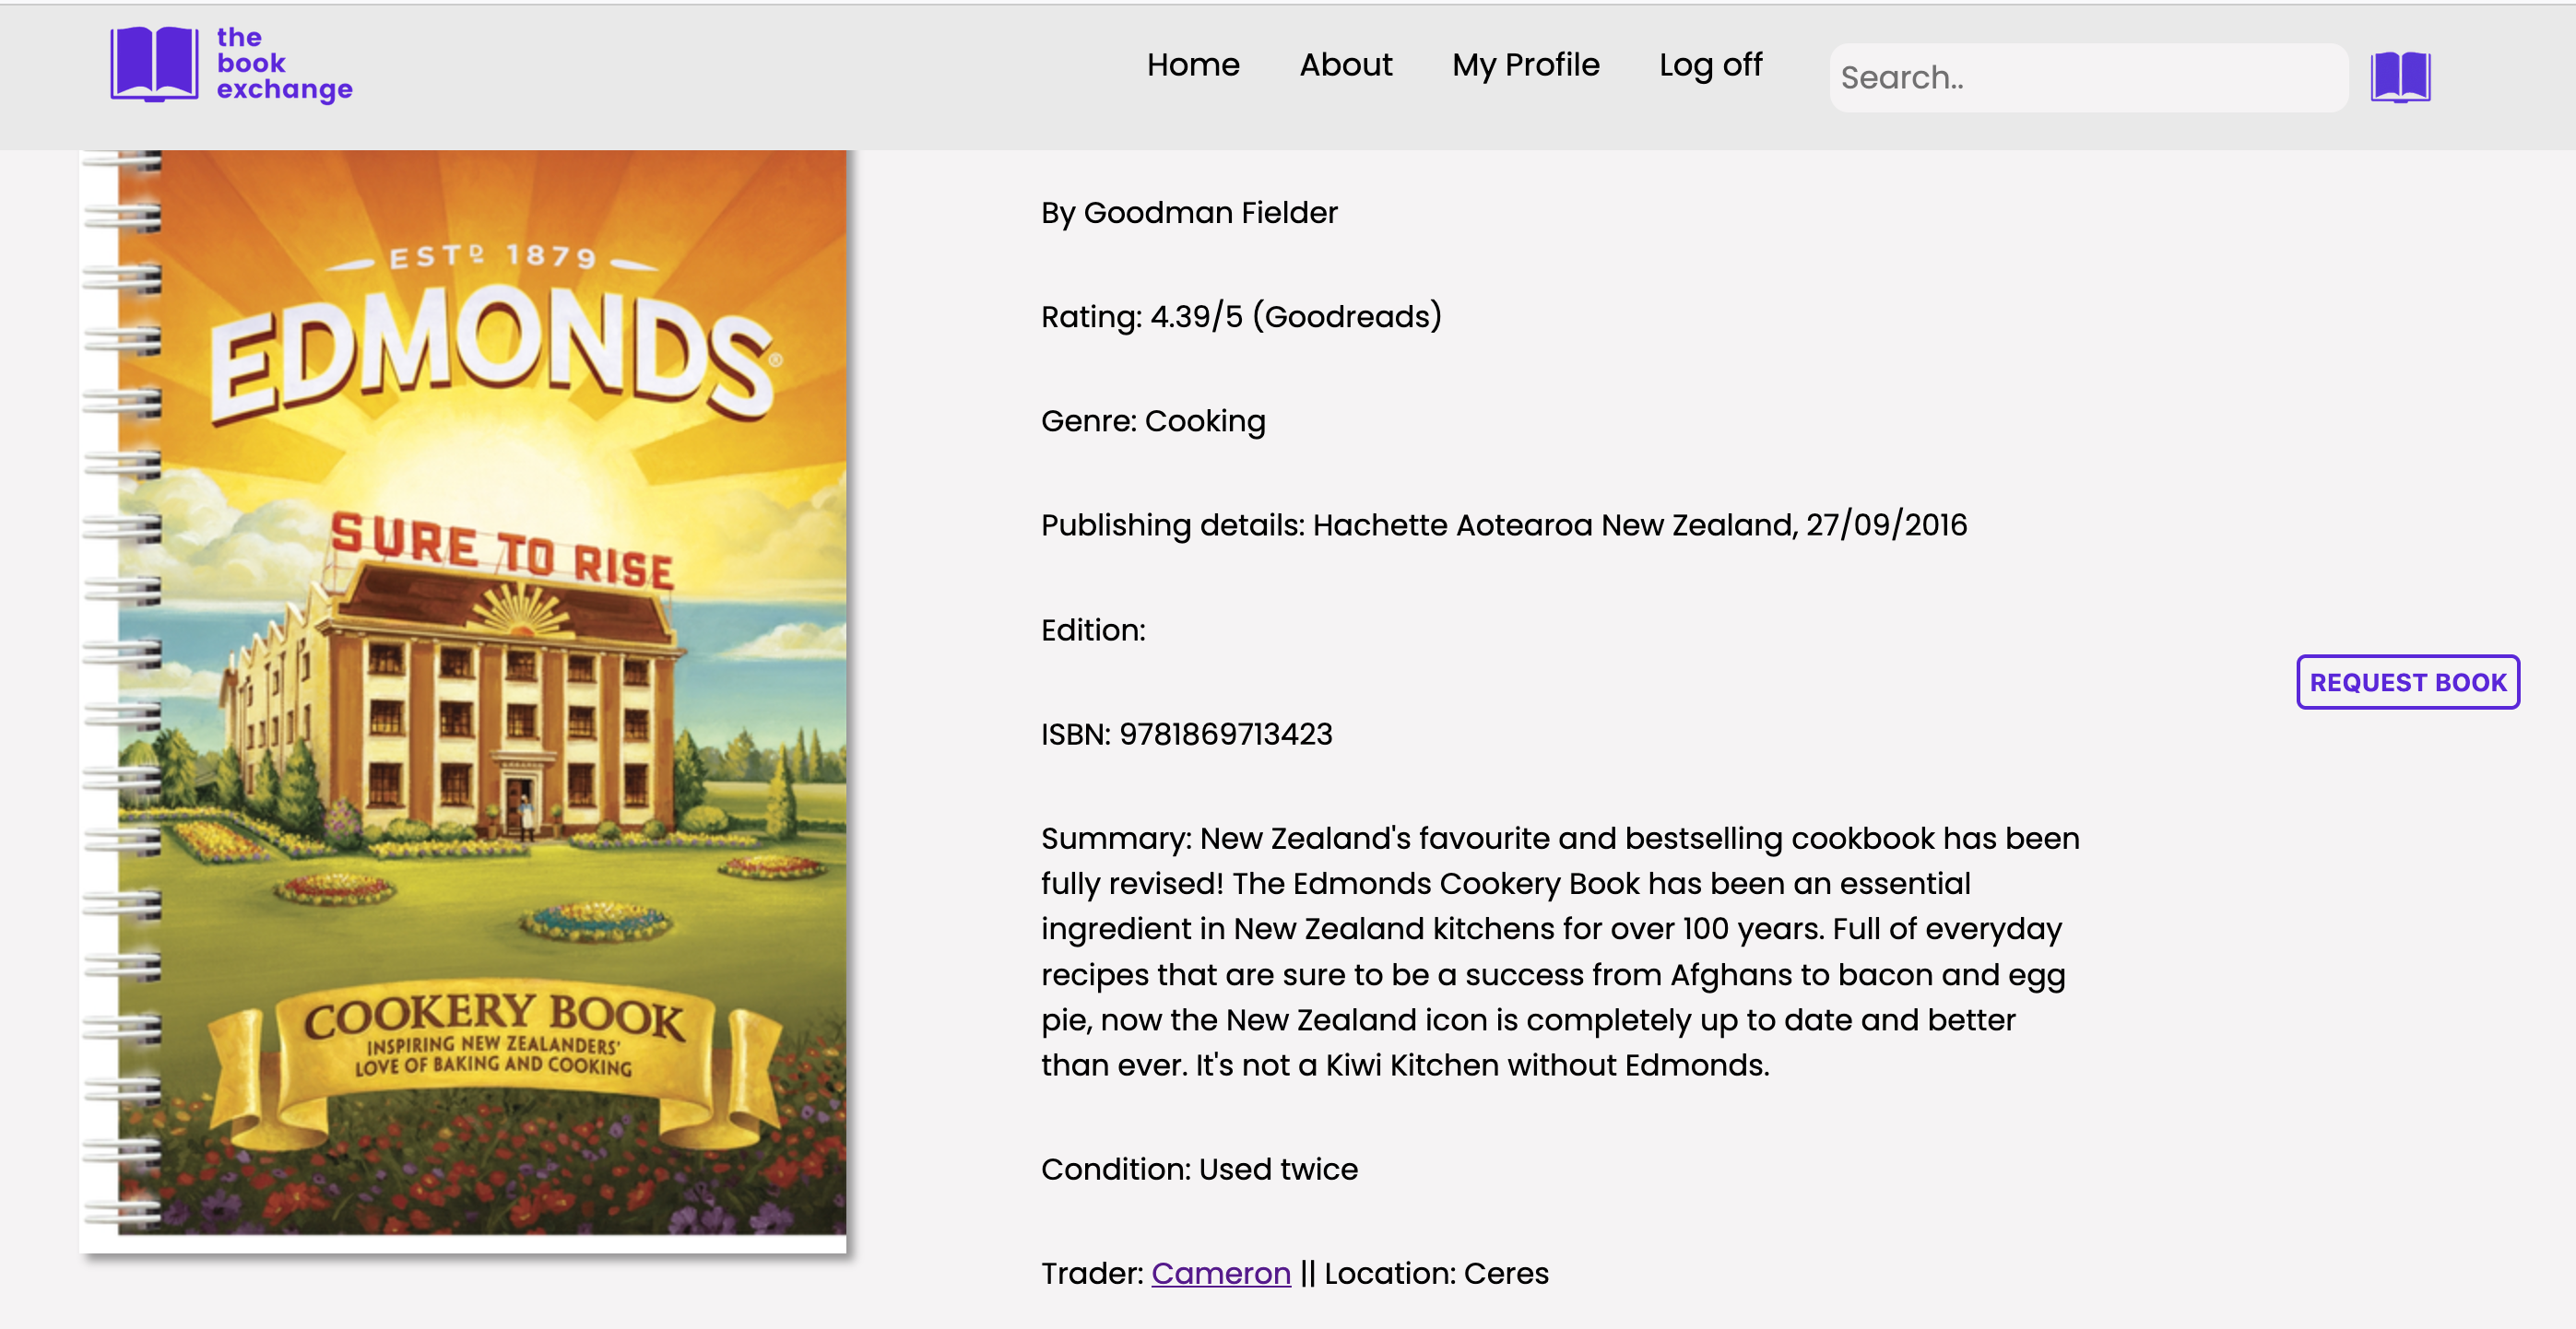 the
book
exchange
Home About My Profile Log off Search..
ESTD 1879
EDMONDS®
SURE TO RISE
COOKERY BOOK
INSPIRING NEW ZEALANDERS'
LOVE OF BAKING AND COOKING
By Goodman Fielder
Rating: 4.39/5 (Goodreads)
Genre: Cooking
Publishing details: Hachette Aotearoa New Zealand, 27/09/2016
Edition:
ISBN: 9781869713423
Summary: New Zealand's favourite and bestselling cookbook has been
fully revised! The Edmonds Cookery Book has been an essential
ingredient in New Zealand kitchens for over 100 years. Full of everyday
recipes that are sure to be a success from Afghans to bacon and egg
pie, now the New Zealand icon is completely up to date and better
than ever. It's not a Kiwi Kitchen without Edmonds.
Condition: Used twice
Trader: Cameron || Location: Ceres
REQUEST BOOK